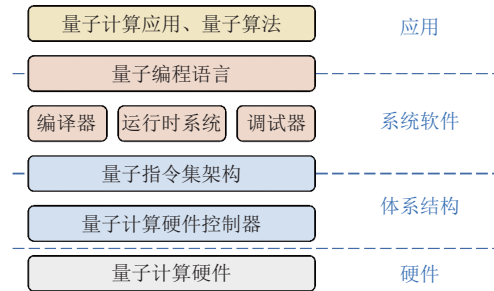 量子计算应用、量子算法 应用
量子编程语言
编译器 运行时系统 调试器 系统软件
量子指令集架构
体系结构
量子计算硬件控制器
量子计算硬件 硬件